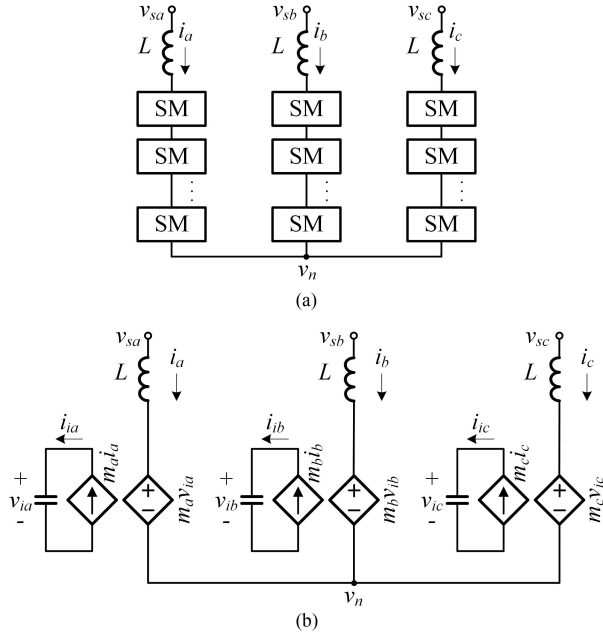 v_sa v_sb v_sc
L i_a L i_b L i_c
SM SM SM
SM SM SM
SM SM SM
v_n
(a)
v_sa v_sb v_sc
L i_a L i_b L i_c
i_ia i_ib i_ic
+ v_ia - m_a i_a + − m_a v_ia + v_ib - m_b i_b + − m_b v_ib + v_ic - m_c i_c + − m_c v_ic
v_n
(b)